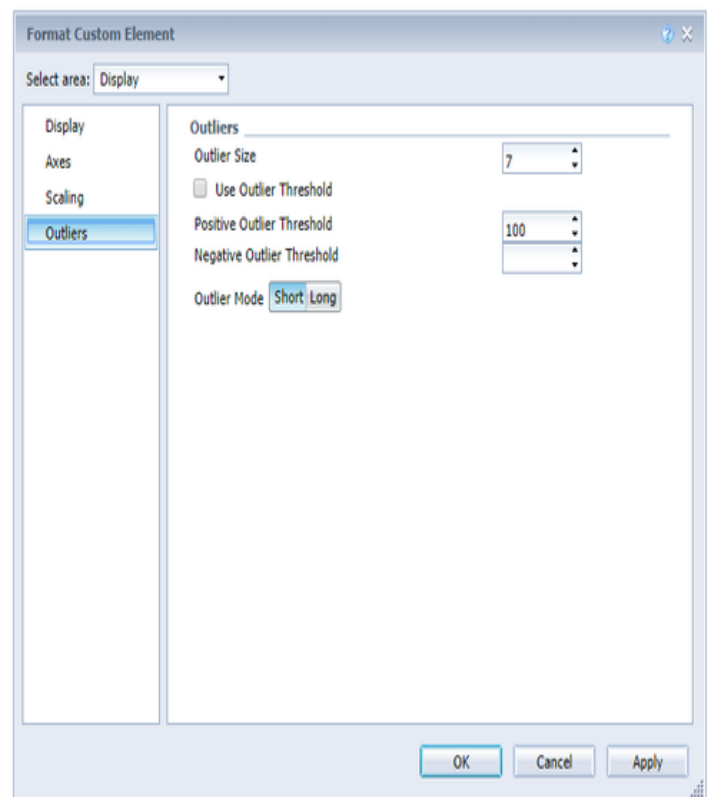 Format Custom Element
Select area: Display
Display
Axes
Scaling
Outliers
Outliers
Outlier Size 7
Use Outlier Threshold
Positive Outlier Threshold 100
Negative Outlier Threshold
Outlier Mode Short Long
OK Cancel Apply